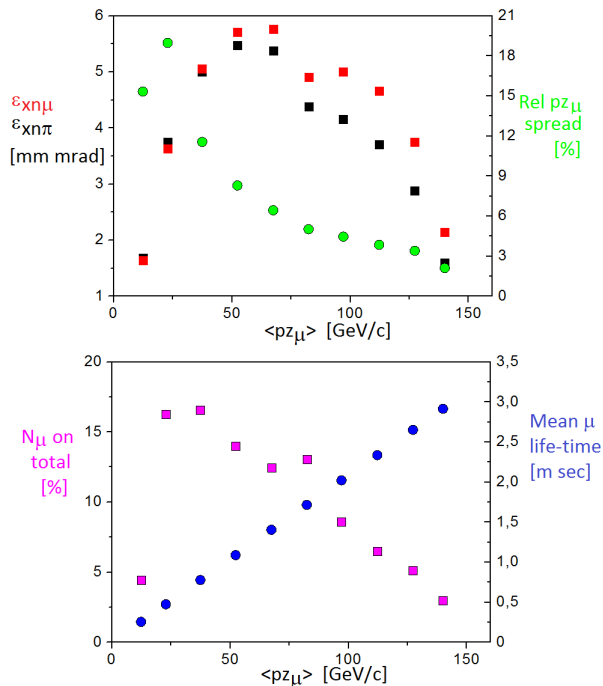 6
5
4
3
2
1
εxnμ
εxnπ
[mm mrad]
21
18
15
12
9
6
3
0
Rel pzμ
spread
[%]
0 50 100 150
<pzμ> [GeV/c]
20
15
10
5
0
Nμ on
total
[%]
3,5
3,0
2,5
2,0
1,5
1,0
0,5
0,0
Mean μ
life-time
[m sec]
0 50 100 150
<pzμ> [GeV/c]